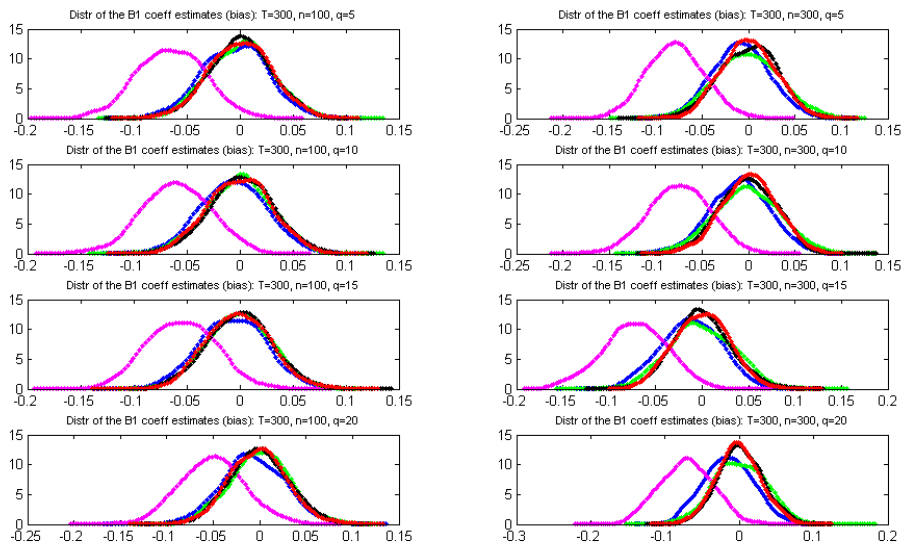 Distr of the B1 coeff estimates (bias): T=300, n=100, q=5
15
10
5
0
-0.2 -0.15 -0.1 -0.05 0 0.05 0.1 0.15
Distr of the B1 coeff estimates (bias): T=300, n=300, q=5
15
10
5
0
-0.25 -0.2 -0.15 -0.1 -0.05 0 0.05 0.1 0.15
Distr of the B1 coeff estimates (bias): T=300, n=100, q=10
15
10
5
0
-0.2 -0.15 -0.1 -0.05 0 0.05 0.1 0.15
Distr of the B1 coeff estimates (bias): T=300, n=300, q=10
15
10
5
0
-0.25 -0.2 -0.15 -0.1 -0.05 0 0.05 0.1 0.15
Distr of the B1 coeff estimates (bias): T=300, n=100, q=15
15
10
5
0
-0.2 -0.15 -0.1 -0.05 0 0.05 0.1 0.15
Distr of the B1 coeff estimates (bias): T=300, n=300, q=15
15
10
5
0
-0.2 -0.15 -0.1 -0.05 0 0.05 0.1 0.15 0.2
Distr of the B1 coeff estimates (bias): T=300, n=100, q=20
15
10
5
0
-0.25 -0.2 -0.15 -0.1 -0.05 0 0.05 0.1 0.15
Distr of the B1 coeff estimates (bias): T=300, n=300, q=20
15
10
5
0
-0.3 -0.2 -0.1 0 0.1 0.2